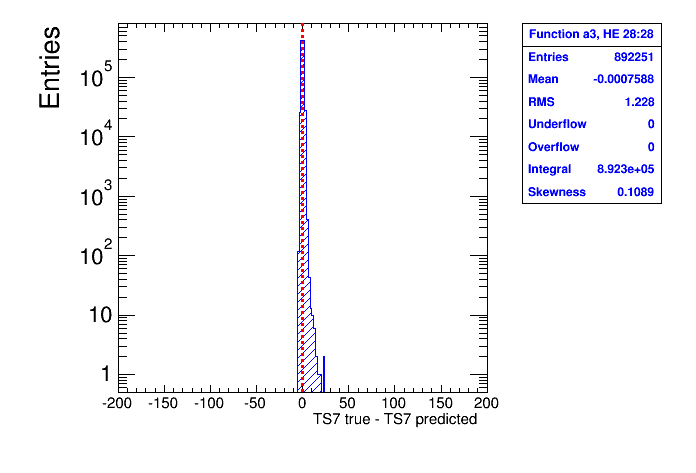 Entries
10^5
10^4
10^3
10^2
10
1
-200 -150 -100 -50 0 50 100 150 200
TS7 true - TS7 predicted
Function a3, HE 28:28
Entries 892251
Mean -0.0007588
RMS 1.228
Underflow 0
Overflow 0
Integral 8.923e+05
Skewness 0.1089